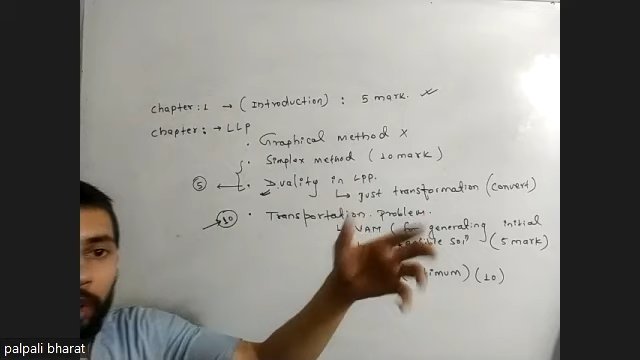 chapter: 1 → (Introduction) : 5 mark.
chapter: → LLP
• Graphical method x
• Simplex method (10 mark)
5 ← • Duality in LPP.
↳ just transformation (convert)
→ 10 • Transportation problem.
↳ VAM (for generating initial
sol? (5 mark)
(10)
palpali bharat